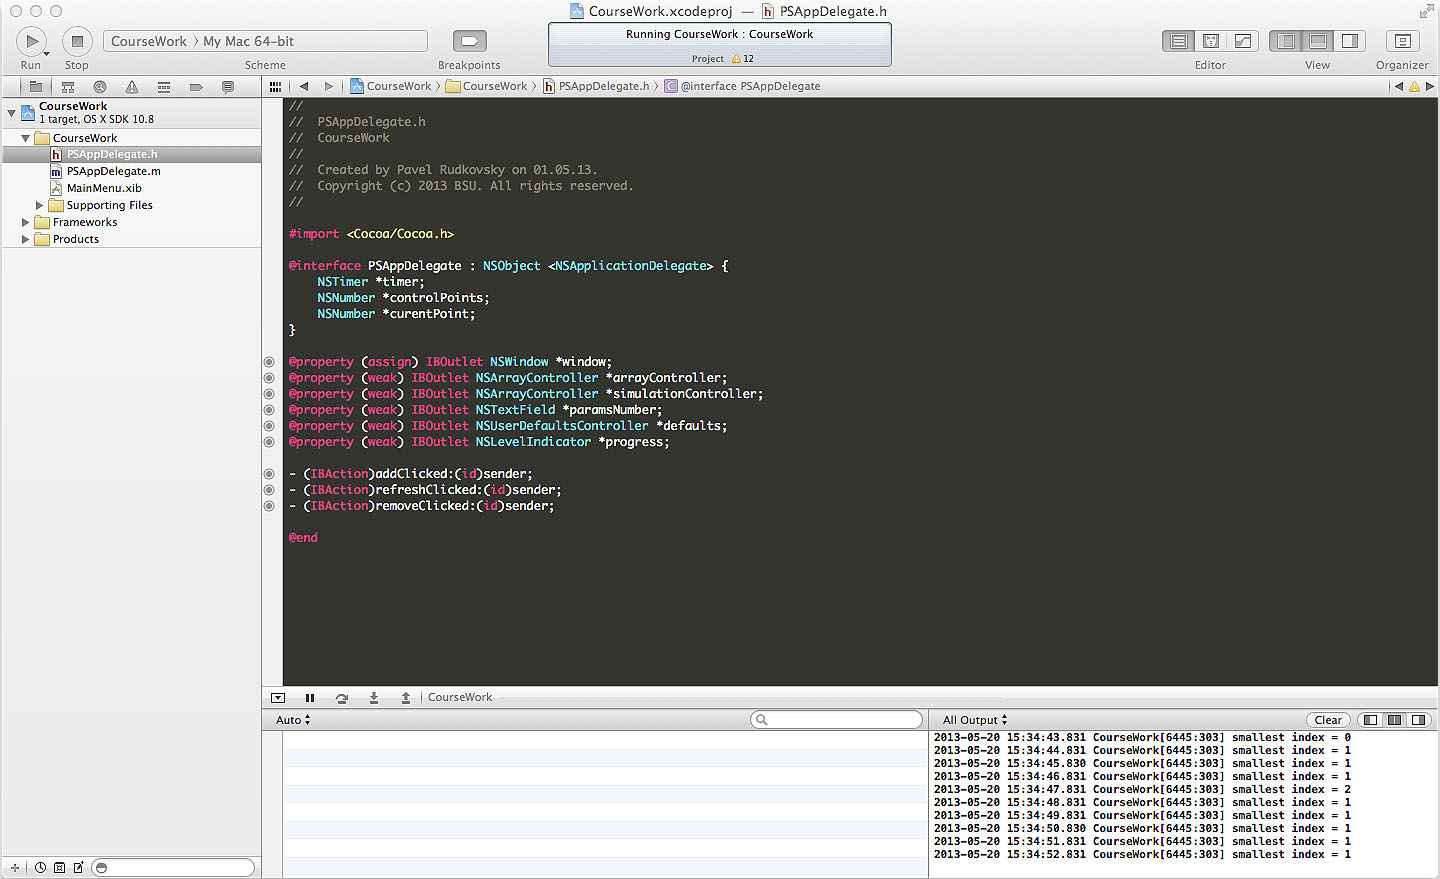 CourseWork.xcodeproj — PSAppDelegate.h
Run
Stop
CourseWork 〉 My Mac 64-bit
Scheme
Breakpoints
Running CourseWork : CourseWork
Project 12
Editor
View
Organizer
CourseWork 〉 CourseWork 〉 PSAppDelegate.h 〉 @interface PSAppDelegate
CourseWork
1 target, OS X SDK 10.8
CourseWork
PSAppDelegate.h
PSAppDelegate.m
MainMenu.xib
Supporting Files
Frameworks
Products
//
//  PSAppDelegate.h
//  CourseWork
//
//  Created by Pavel Rudkovsky on 01.05.13.
//  Copyright (c) 2013 BSU. All rights reserved.
//
#import <Cocoa/Cocoa.h>
@interface PSAppDelegate : NSObject <NSApplicationDelegate> {
    NSTimer *timer;
    NSNumber *controlPoints;
    NSNumber *curentPoint;
}
@property (assign) IBOutlet NSWindow *window;
@property (weak) IBOutlet NSArrayController *arrayController;
@property (weak) IBOutlet NSArrayController *simulationController;
@property (weak) IBOutlet NSTextField *paramsNumber;
@property (weak) IBOutlet NSUserDefaultsController *defaults;
@property (weak) IBOutlet NSLevelIndicator *progress;
- (IBAction)addClicked:(id)sender;
- (IBAction)refreshClicked:(id)sender;
- (IBAction)removeClicked:(id)sender;
@end
CourseWork
Auto
All Output
Clear
2013-05-20 15:34:43.831 CourseWork[6445:303] smallest index = 0
2013-05-20 15:34:44.831 CourseWork[6445:303] smallest index = 1
2013-05-20 15:34:45.830 CourseWork[6445:303] smallest index = 1
2013-05-20 15:34:46.831 CourseWork[6445:303] smallest index = 1
2013-05-20 15:34:47.831 CourseWork[6445:303] smallest index = 2
2013-05-20 15:34:48.831 CourseWork[6445:303] smallest index = 1
2013-05-20 15:34:49.831 CourseWork[6445:303] smallest index = 1
2013-05-20 15:34:50.830 CourseWork[6445:303] smallest index = 1
2013-05-20 15:34:51.831 CourseWork[6445:303] smallest index = 1
2013-05-20 15:34:52.831 CourseWork[6445:303] smallest index = 1